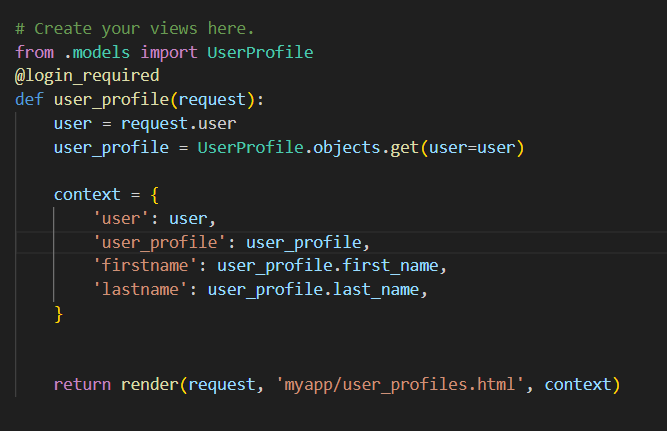 # Create your views here.
from .models import UserProfile
@login_required
def user_profile(request):
    user = request.user
    user_profile = UserProfile.objects.get(user=user)
    context = {
        'user': user,
        'user_profile': user_profile,
        'firstname': user_profile.first_name,
        'lastname': user_profile.last_name,
    }
    return render(request, 'myapp/user_profiles.html', context)